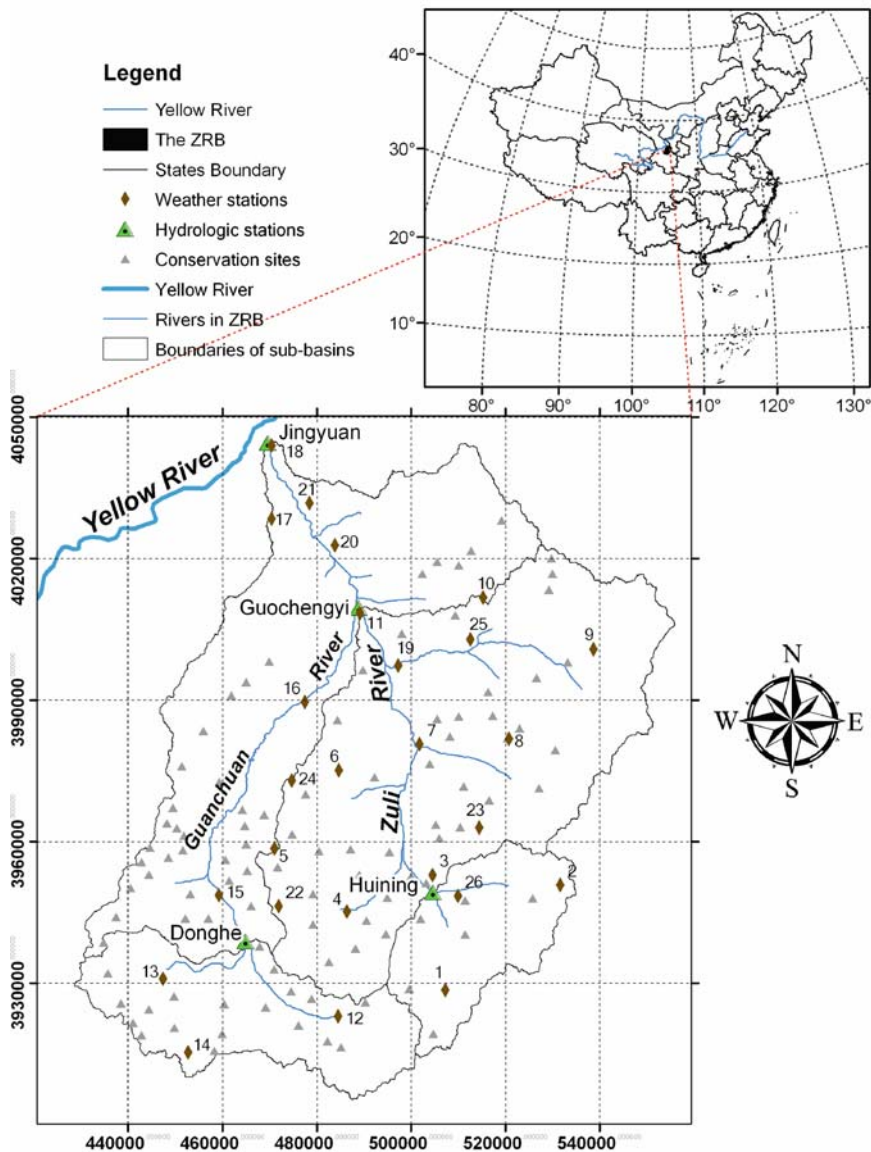 Legend
Yellow River
The ZRB
States Boundary
Weather stations
Hydrologic stations
Conservation sites
Yellow River
Rivers in ZRB
Boundaries of sub-basins
40°
30°
20°
10°
80° 90° 100° 110° 120° 130°
4050000
4020000
3990000
3960000
3930000
Yellow River
Jingyuan
18
21
17
20
Guochengyi
11
10
25
9
19
River
River
16
7
8
6
24
Guanchuan
Zuli
23
5
3
Huining
26
2
15
22
4
Donghe
13
1
12
14
N
W E
S
440000 460000 480000 500000 520000 540000